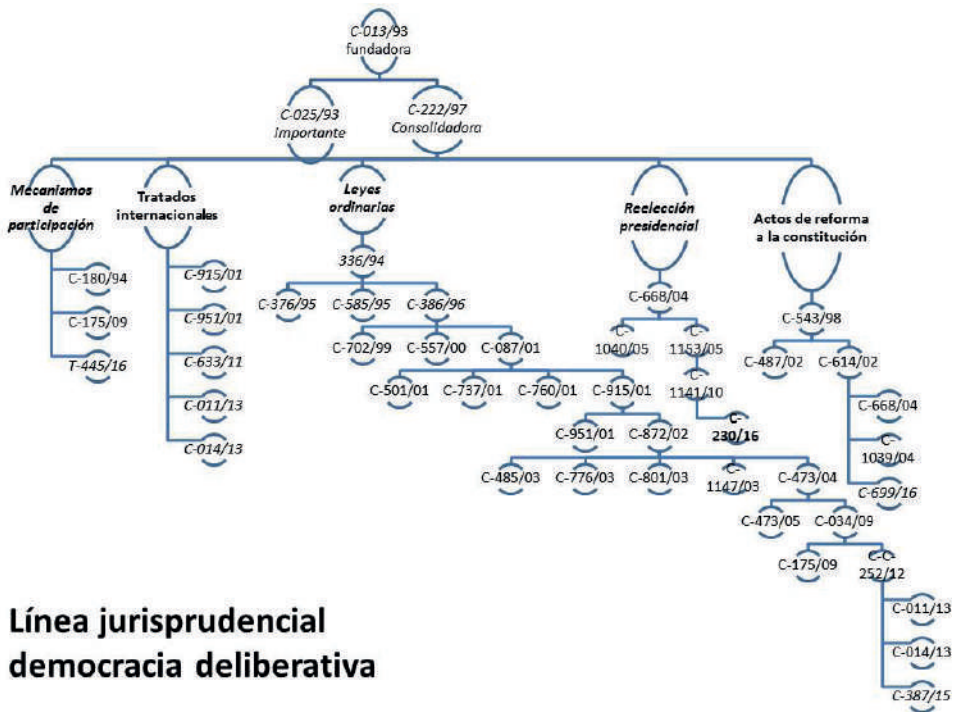 C-013/93
fundadora
C-025/93
Importante
C-222/97
Consolidadora
Mecanismos
de
participación
Tratados
internacionales
Leyes
ordinarias
Reelección
presidencial
Actos de reforma
a la constitución
C-180/94
C-175/09
T-445/16
C-915/01
C-951/01
C-633/11
C-011/13
C-014/13
336/94
C-376/95
C-585/95
C-386/96
C-702/99
C-557/00
C-087/01
C-501/01
C-737/01
C-760/01
C-915/01
C-951/01
C-872/02
C-485/03
C-776/03
C-801/03
C-
1147/03
C-473/04
C-473/05
C-034/09
C-175/09
C-C-
252/12
C-011/13
C-014/13
C-387/15
C-668/04
C-
1040/05
C-
1153/05
C-
1141/10
C-
230/16
C-543/98
C-487/02
C-614/02
C-668/04
C-
1039/04
C-699/16
Línea jurisprudencial
democracia deliberativa